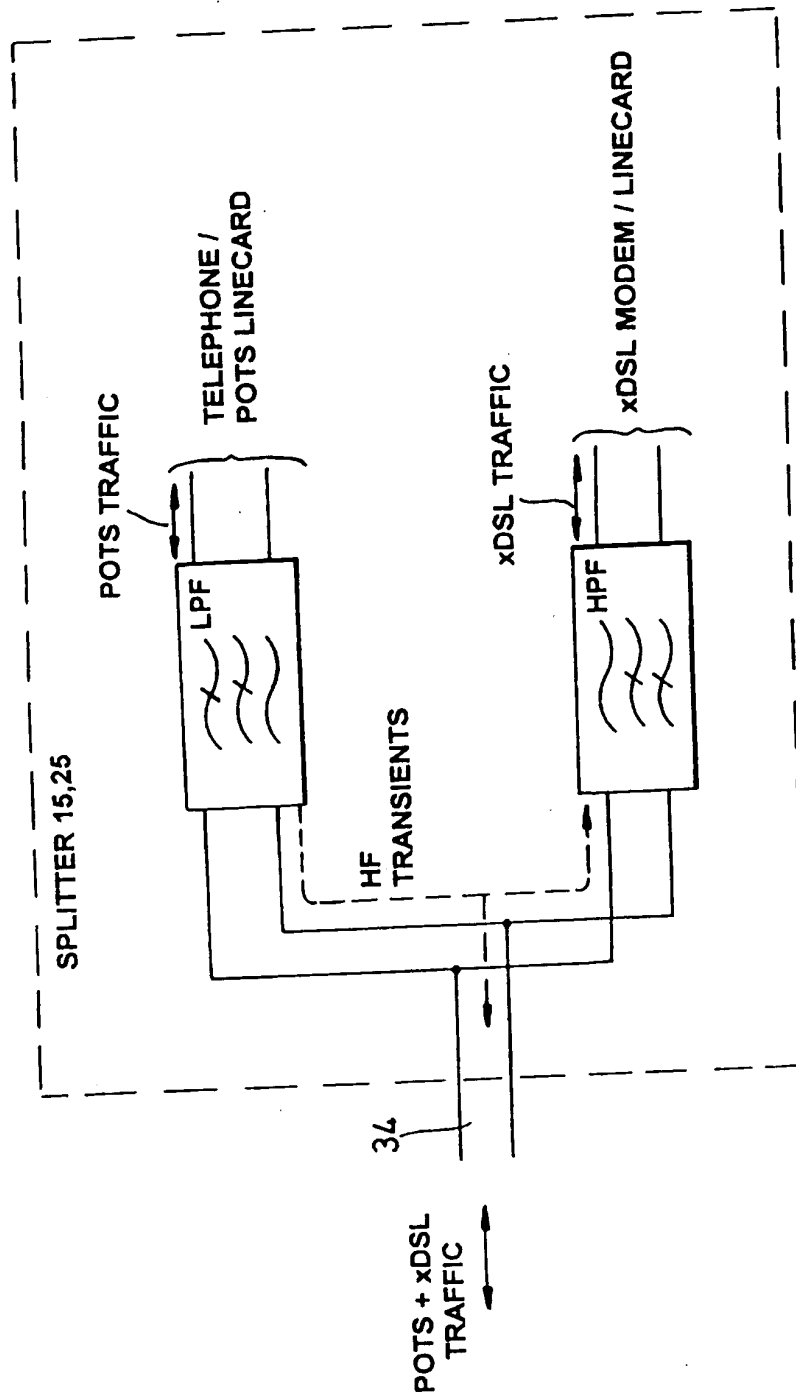 SPLITTER 15,25
POTS TRAFFIC
LPF
TELEPHONE /
POTS LINECARD
HF
TRANSIENTS
34
POTS + xDSL
TRAFFIC
xDSL TRAFFIC
HPF
xDSL MODEM / LINECARD